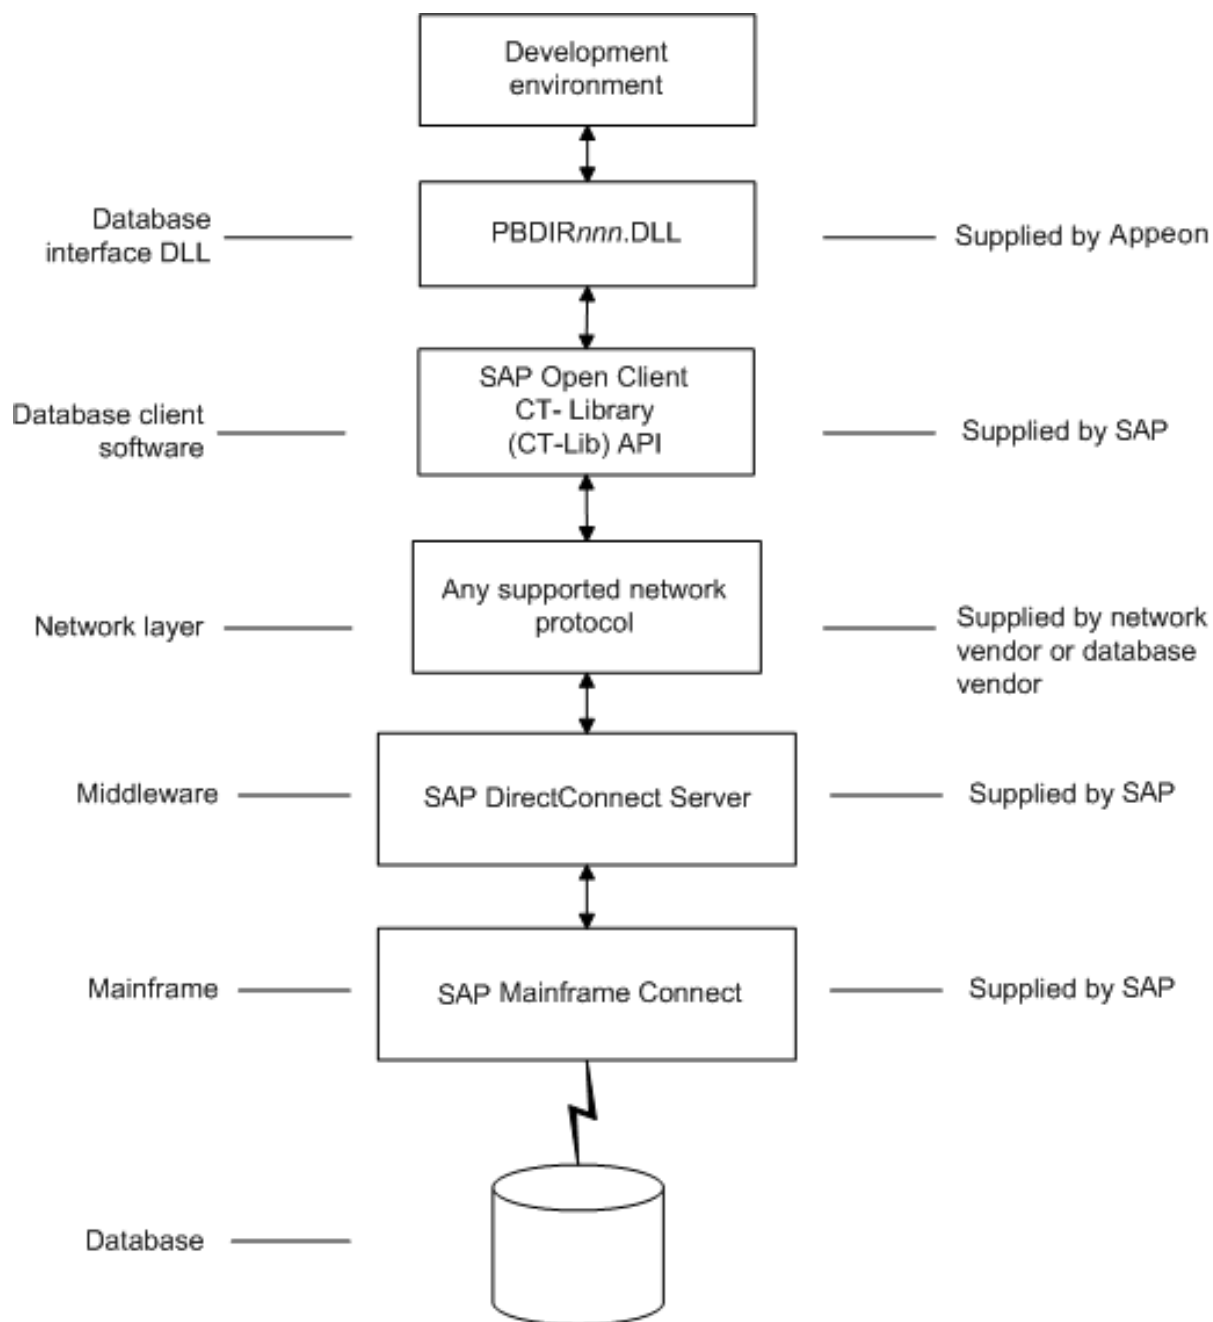 Development
environment
Database
interface DLL
PBDIRnnn.DLL
Supplied by Appeon
Database client
software
SAP Open Client
CT- Library
(CT-Lib) API
Supplied by SAP
Network layer
Any supported network
protocol
Supplied by network
vendor or database
vendor
Middleware
SAP DirectConnect Server
Supplied by SAP
Mainframe
SAP Mainframe Connect
Supplied by SAP
Database